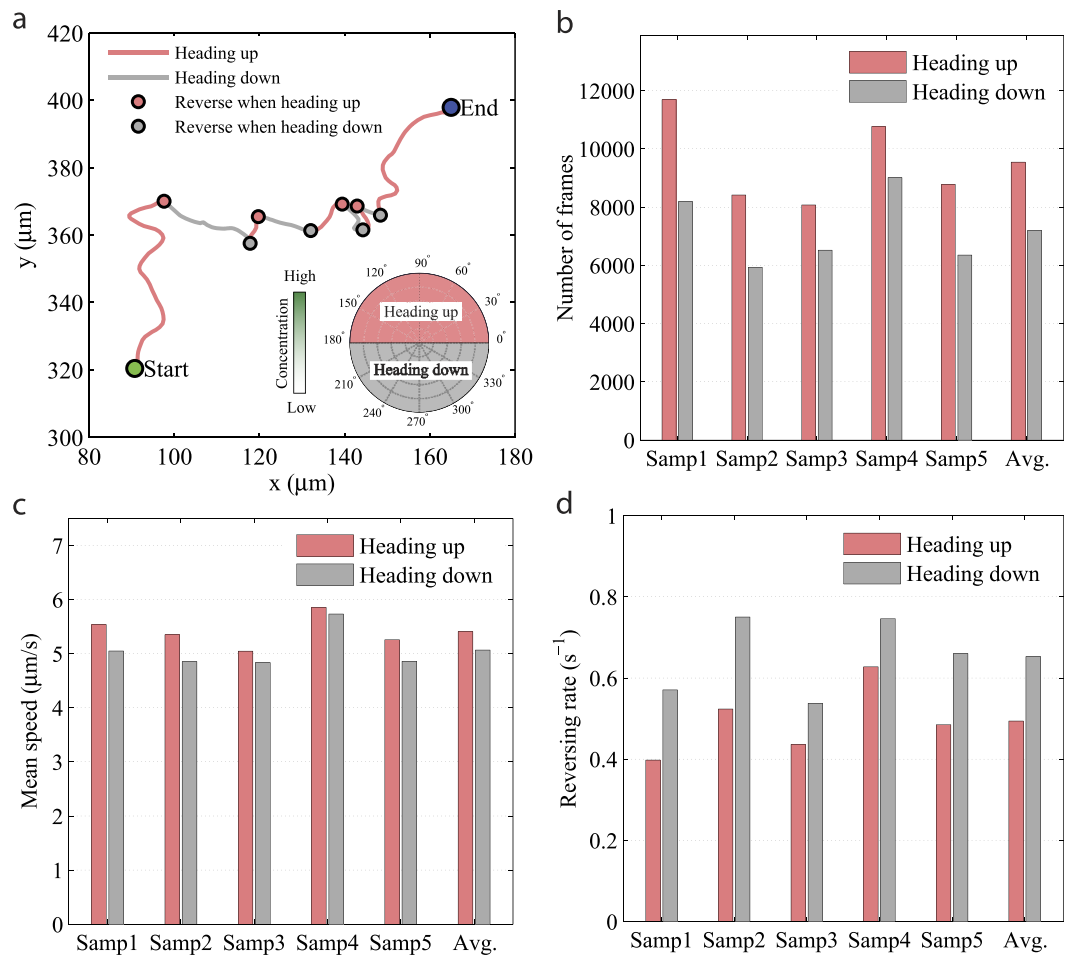 a
420
400
380
360
340
320
300
y (μm)
80 100 120 140 160 180
x (μm)
Heading up
Heading down
Reverse when heading up
Reverse when heading down
End
Start
High
Concentration
Low
90°
120° 60°
150° 30°
180° 0°
210° 330°
240° 300°
270°
Heading up
Heading down
b
Heading up
Heading down
12000
10000
8000
6000
4000
2000
0
Number of frames
Samp1 Samp2 Samp3 Samp4 Samp5 Avg.
c
Heading up
Heading down
7
6
5
4
3
2
1
0
Mean speed (μm/s)
Samp1 Samp2 Samp3 Samp4 Samp5 Avg.
d
Heading up
Heading down
1
0.8
0.6
0.4
0.2
0
Reversing rate (s⁻¹)
Samp1 Samp2 Samp3 Samp4 Samp5 Avg.